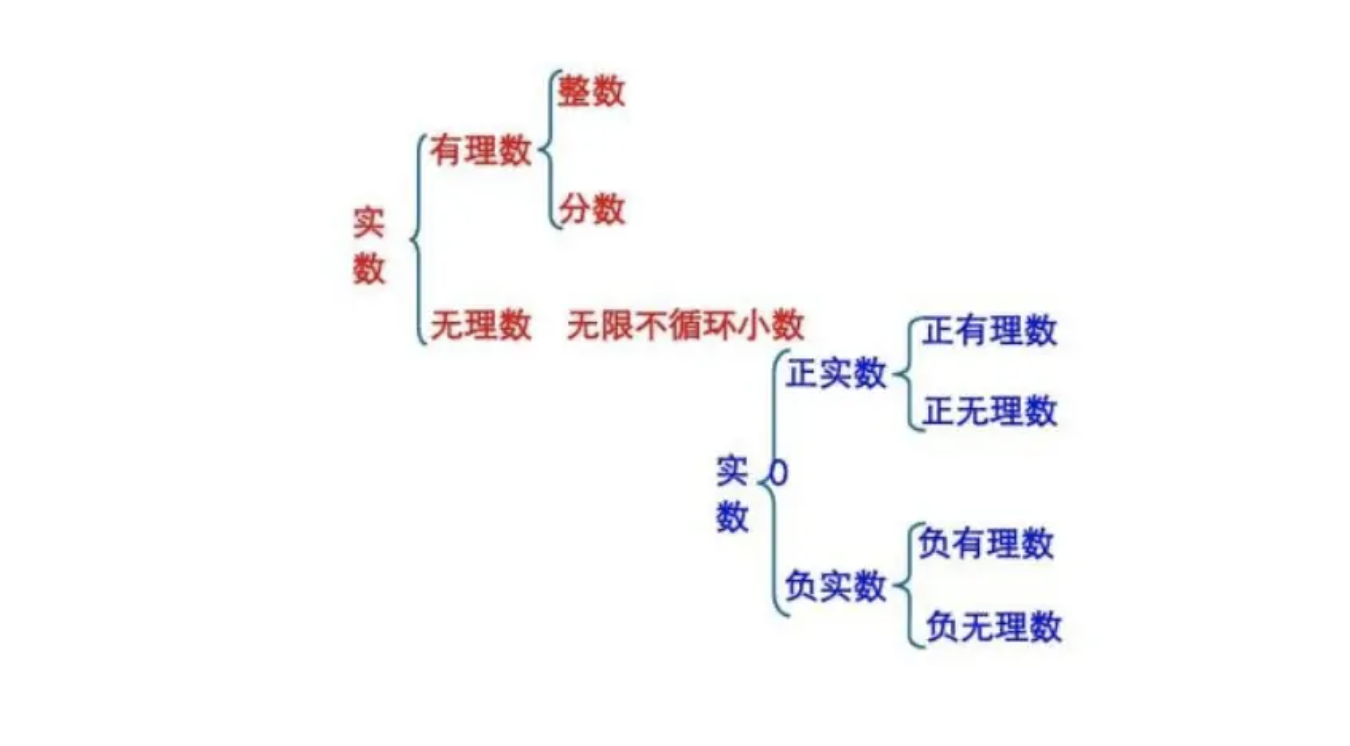 整数
有理数
分数
实数
无理数 无限不循环小数
正有理数
正实数
正无理数
实数
0
负有理数
负实数
负无理数